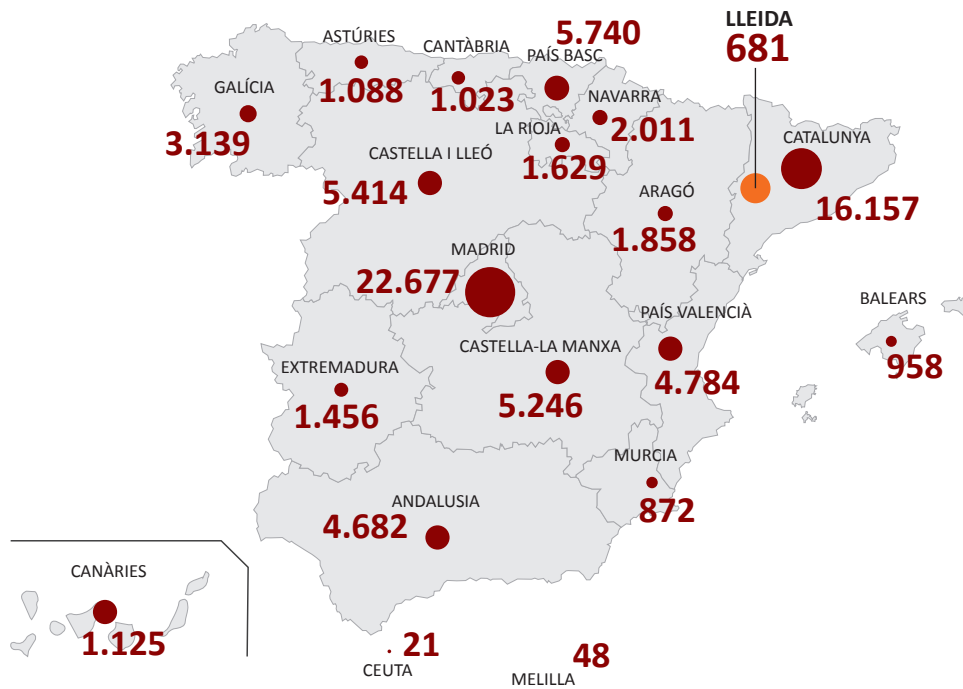 LLEIDA
681
5.740
ASTÚRIES
1.088
CANTÀBRIA
1.023
PAÍS BASC
GALÍCIA
3.139
NAVARRA
2.011
LA RIOJA
1.629
CATALUNYA
16.157
CASTELLA I LLEÓ
5.414
ARAGÓ
1.858
MADRID
22.677
PAÍS VALENCIÀ
4.784
BALEARS
958
CASTELLA-LA MANXA
5.246
EXTREMADURA
1.456
MURCIA
872
ANDALUSIA
4.682
CANÀRIES
1.125
21
CEUTA
48
MELILLA